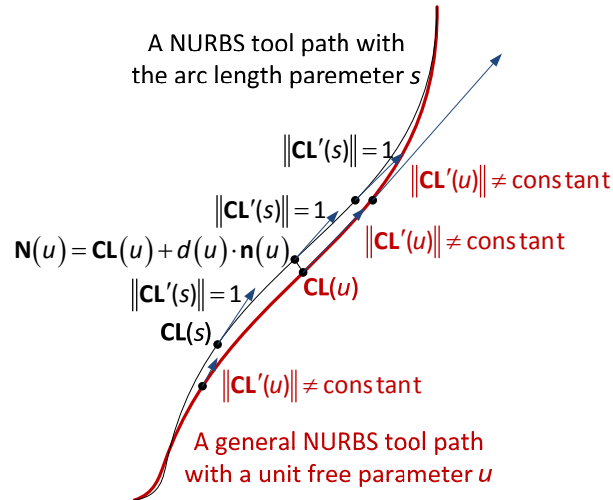 A NURBS tool path with
the arc length paremeter s
‖CL′(s)‖ = 1
‖CL′(u)‖ ≠ constant
‖CL′(s)‖ = 1
‖CL′(u)‖ ≠ constant
N(u) = CL(u) + d(u)·n(u)
CL(u)
‖CL′(s)‖ = 1
CL(s)
‖CL′(u)‖ ≠ constant
A general NURBS tool path
with a unit free parameter u